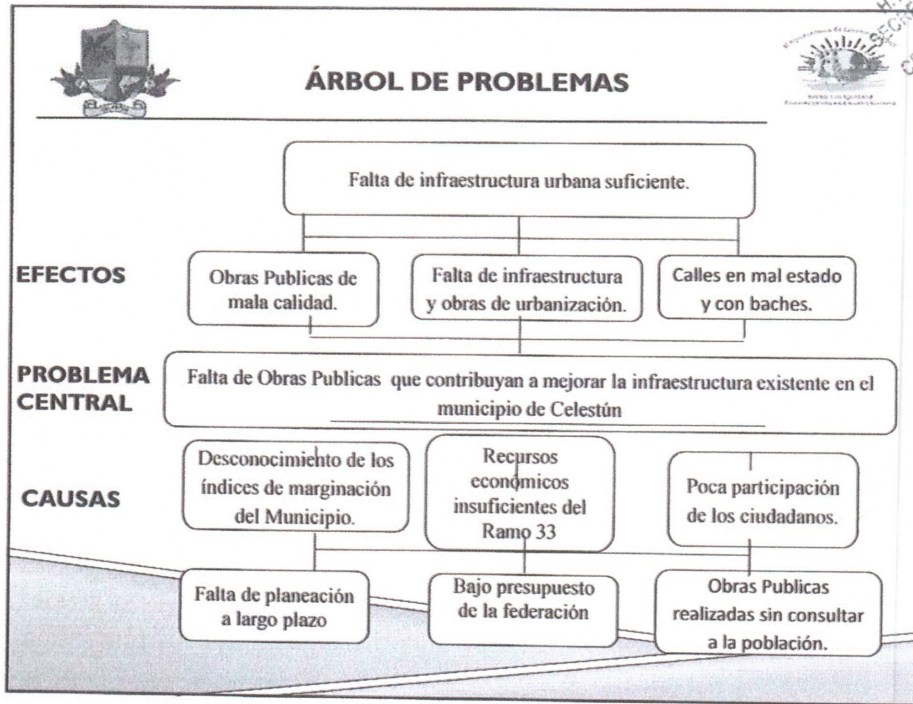 ÁRBOL DE PROBLEMAS
Falta de infraestructura urbana suficiente.
EFECTOS
Obras Publicas de
mala calidad.
Falta de infraestructura
y obras de urbanización.
Calles en mal estado
y con baches.
PROBLEMA
CENTRAL
Falta de Obras Publicas que contribuyan a mejorar la infraestructura existente en el
municipio de Celestún
CAUSAS
Desconocimiento de los
índices de marginación
del Municipio.
Recursos
económicos
insuficientes del
Ramo 33
Poca participación
de los ciudadanos.
Falta de planeación
a largo plazo
Bajo presupuesto
de la federación
Obras Publicas
realizadas sin consultar
a la población.